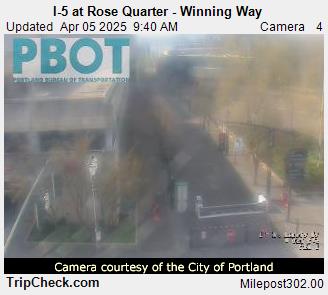 I-5 at Rose Quarter - Winning Way
Updated Apr 05 2025 9:40 AM Camera 4
PBOT
PORTLAND BUREAU OF TRANSPORTATION
Camera courtesy of the City of Portland
TripCheck.com Milepost302.00